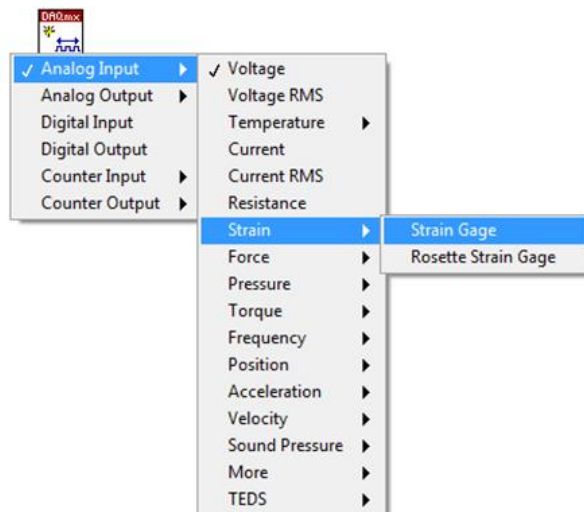 DAQmx
Analog Input
Analog Output
Digital Input
Digital Output
Counter Input
Counter Output
Voltage
Voltage RMS
Temperature
Current
Current RMS
Resistance
Strain
Force
Pressure
Torque
Frequency
Position
Acceleration
Velocity
Sound Pressure
More
TEDS
Strain Gage
Rosette Strain Gage